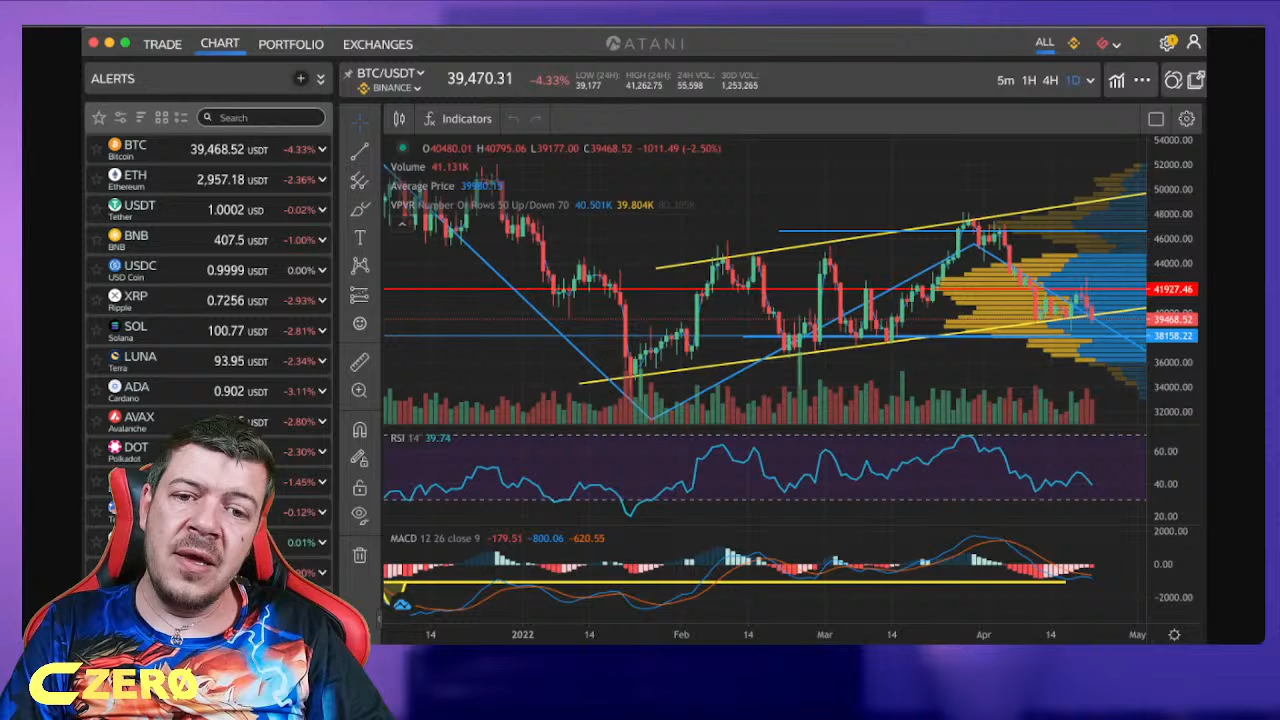 TRADE CHART PORTFOLIO EXCHANGES
ATANI
ALL
ALERTS
BTC/USDT
BINANCE
39,470.31
-4.33%
LOW (24H):
39,177
HIGH (24H):
41,262.75
24H VOL.:
55,598
30D VOL.:
1,253,265
5m 1H 4H 1D
Search
Indicators
BTC
Bitcoin
39,468.52 USDT -4.33%
ETH
Ethereum
2,957.18 USDT -2.36%
USDT
Tether
1.0002 USD -0.02%
BNB
BNB
407.5 USDT -1.00%
USDC
USD Coin
0.9999 USDT 0.00%
XRP
Ripple
0.7256 USDT -2.93%
SOL
Solana
100.77 USDT -2.81%
LUNA
Terra
93.95 USDT -2.34%
ADA
Cardano
0.902 USDT -3.11%
AVAX
Avalanche
USDT -2.80%
DOT
Polkadot
-2.30%
-1.45%
-0.12%
0.01%
O40480.01 H40795.06 L39177.00 C39468.52 -1011.49 (-2.50%)
Volume 41.131K
Average Price
VPVR Number Of Rows 50 Up/Down 70 40.501K 39.804K
54000.00
52000.00
50000.00
48000.00
46000.00
44000.00
41927.46
39468.52
38158.22
36000.00
34000.00
32000.00
RSI 14 39.74
60.00
40.00
20.00
MACD 12 26 close 9 -179.51 -800.06 -620.55
2000.00
0.00
-2000.00
14 2022 14 Feb 14 Mar 14 Apr 14 May
CZERØ